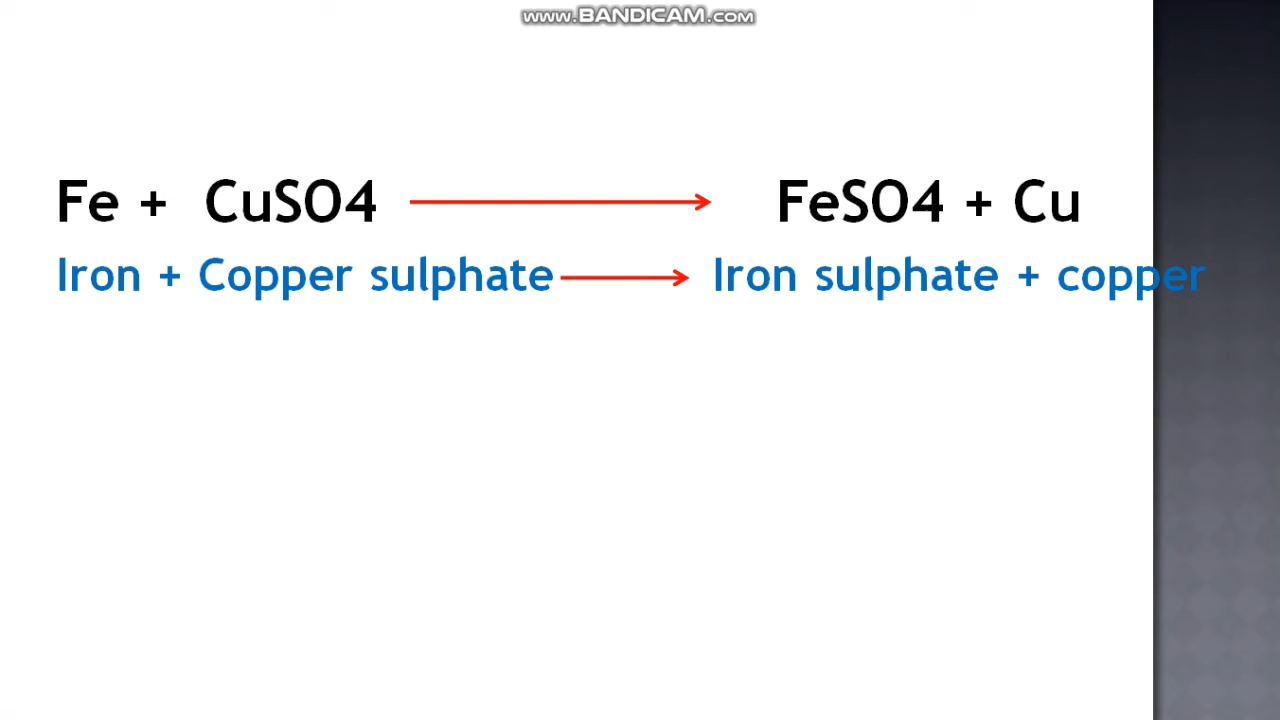 www.BANDICAM.com
Fe + CuSO4 → FeSO4 + Cu
Iron + Copper sulphate → Iron sulphate + copper